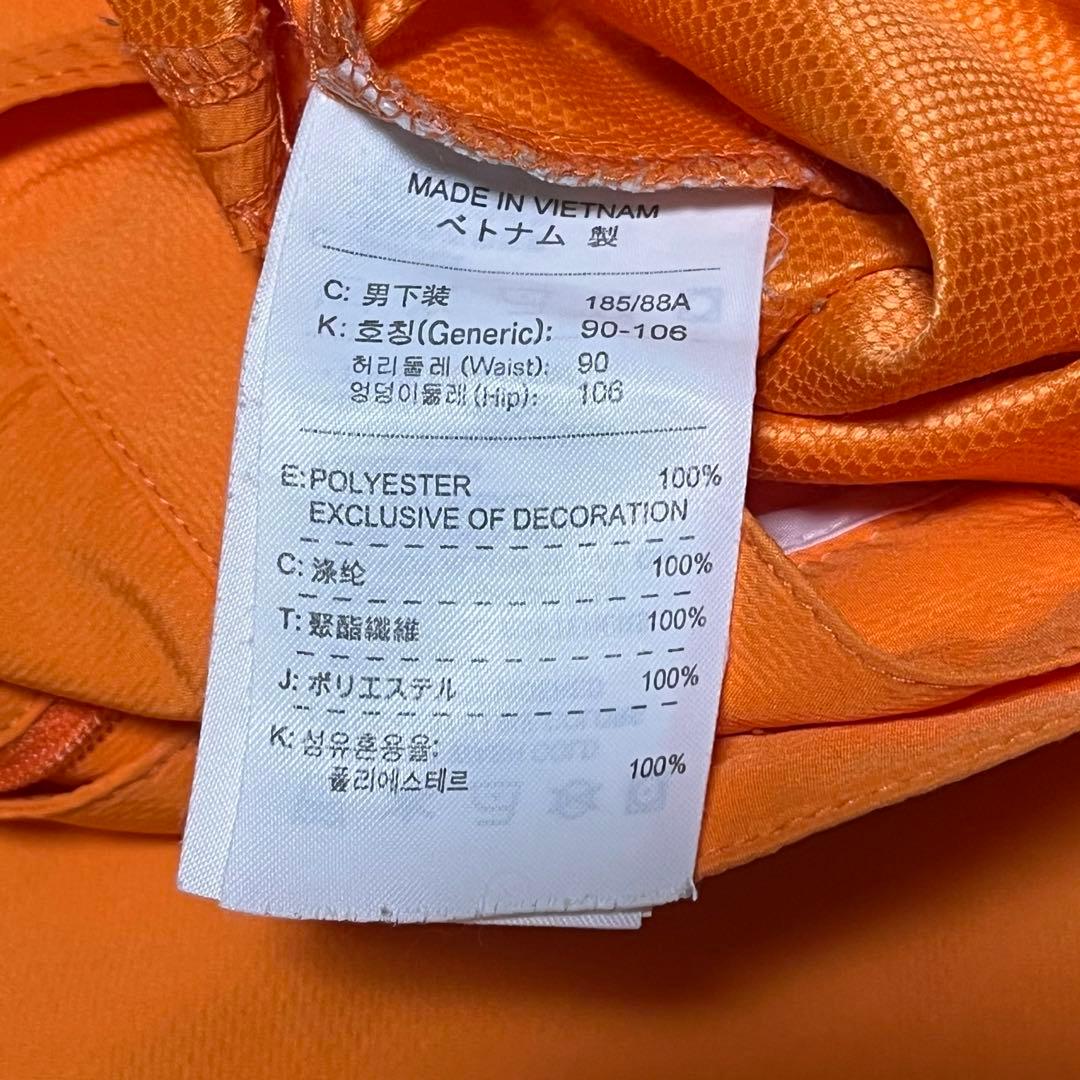 MADE IN VIETNAM
ベトナム 製
C: 男下装 185/88A
K: 호칭(Generic): 90-106
허리둘레 (Waist): 90
엉덩이둘레 (Hip): 106
E: POLYESTER 100%
EXCLUSIVE OF DECORATION
C: 涤纶 100%
T: 聚酯纖維 100%
J: ポリエステル 100%
K: 섬유혼용율:
폴리에스테르 100%